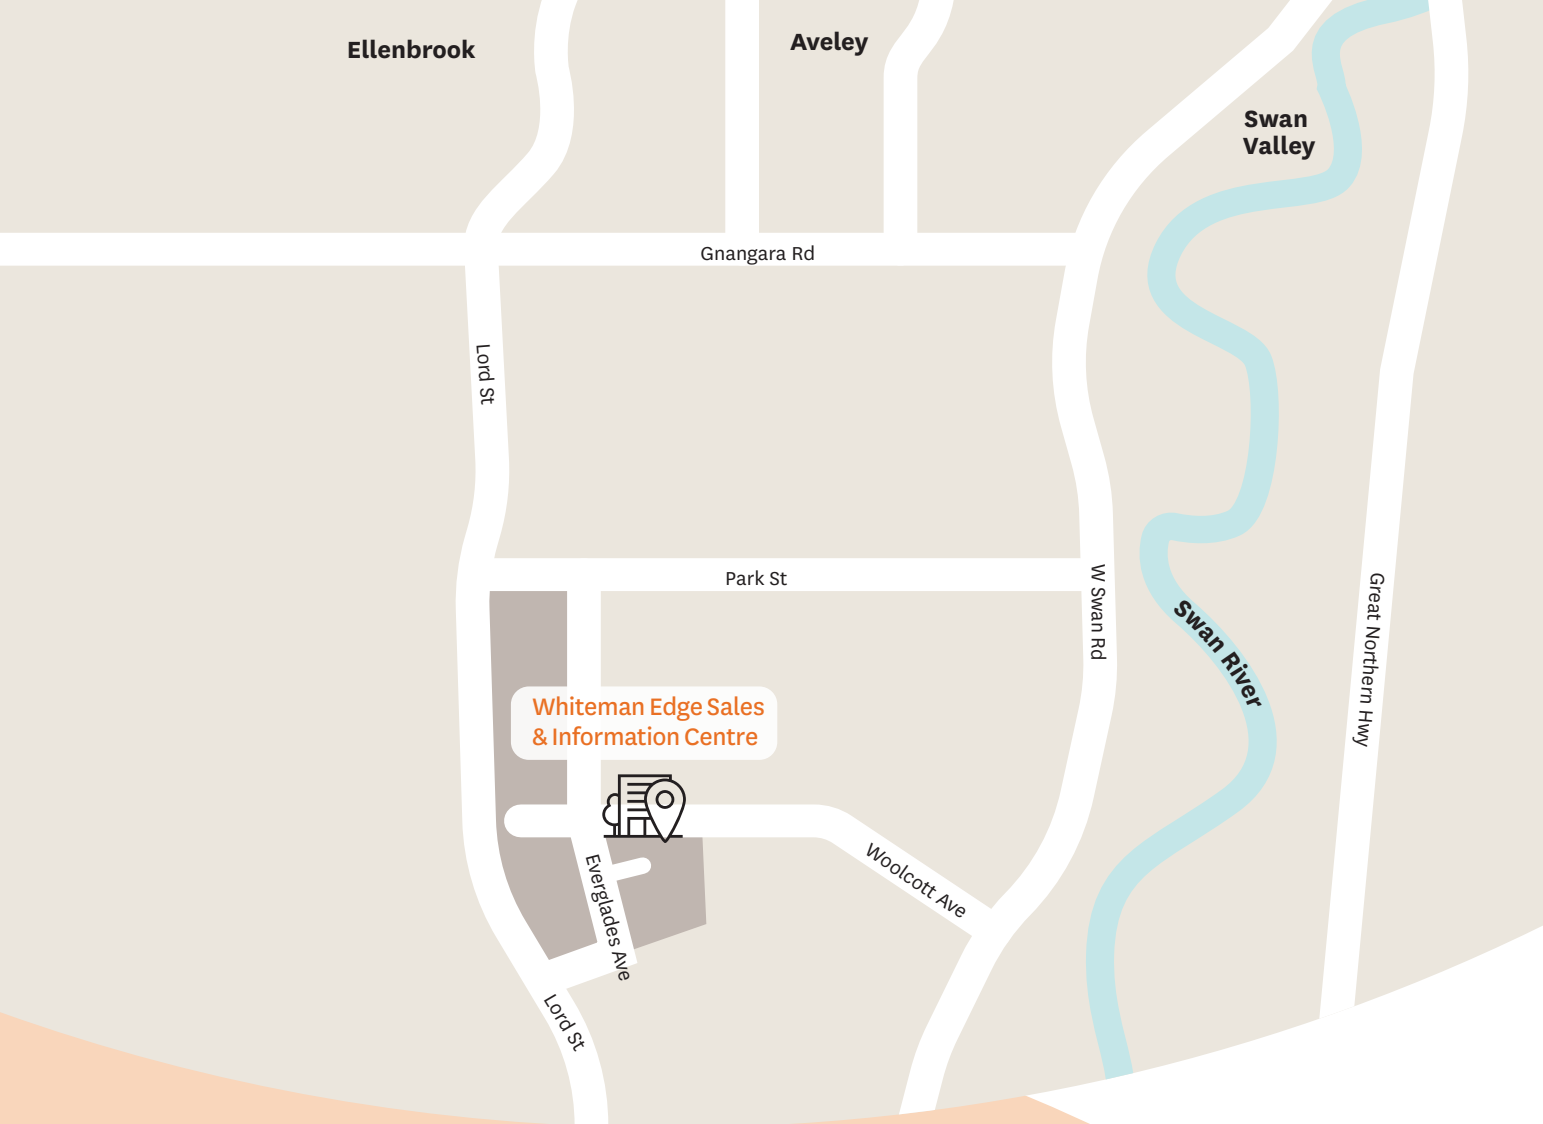 Ellenbrook
Aveley
Swan
Valley
Gnangara Rd
Lord St
Park St
W Swan Rd
Swan River
Great Northern Hwy
Whiteman Edge Sales
& Information Centre
Woolcott Ave
Everglades Ave
Lord St